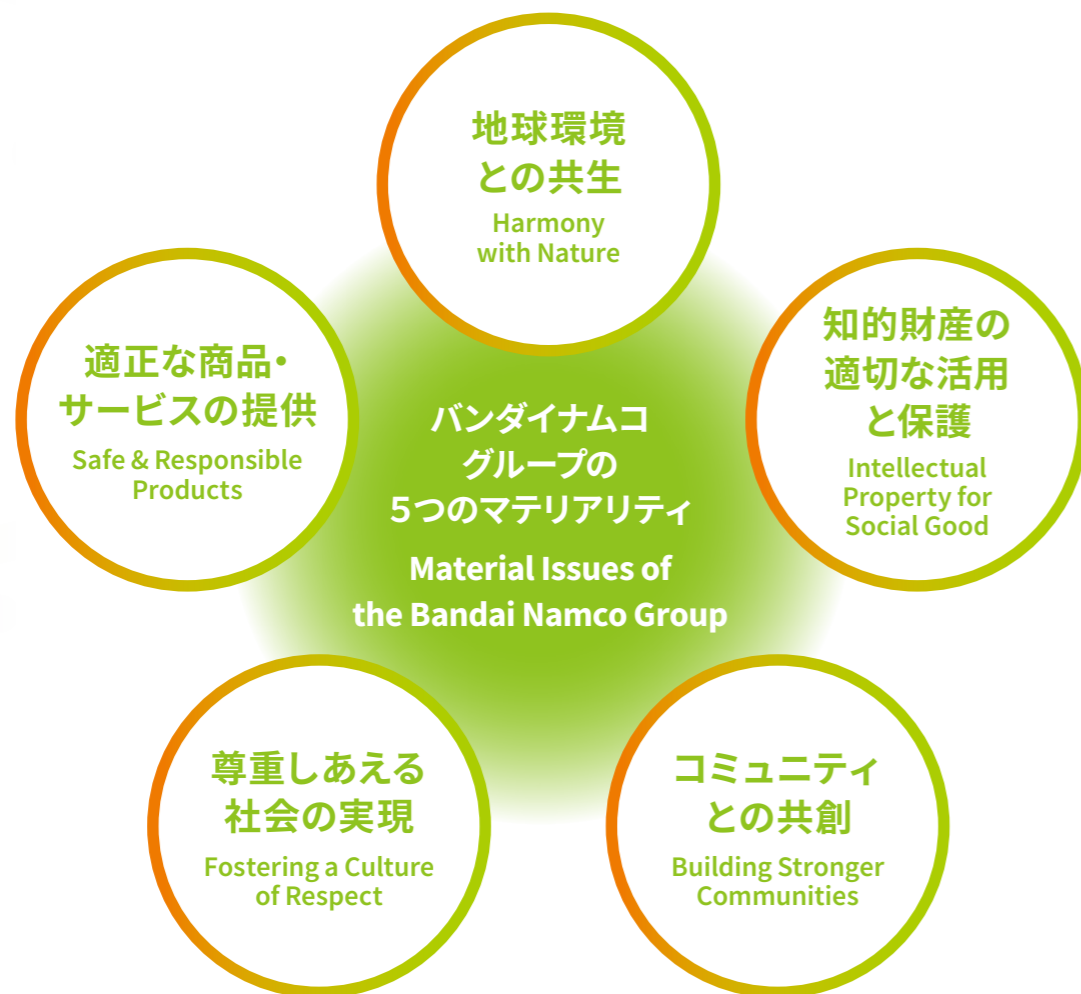 地球環境
との共生
Harmony
with Nature
適正な商品・
サービスの提供
Safe & Responsible
Products
知的財産の
適切な活用
と保護
Intellectual
Property for
Social Good
バンダイナムコ
グループの
5つのマテリアリティ
Material Issues of
the Bandai Namco Group
尊重しあえる
社会の実現
Fostering a Culture
of Respect
コミュニティ
との共創
Building Stronger
Communities